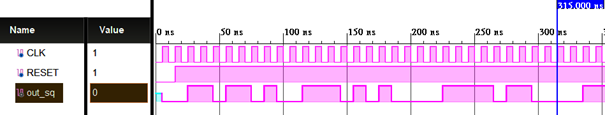 315.000 ns
Name Value 0 ns 50 ns 100 ns 150 ns 200 ns 250 ns 300 ns
CLK 1
RESET 1
out_sq 0